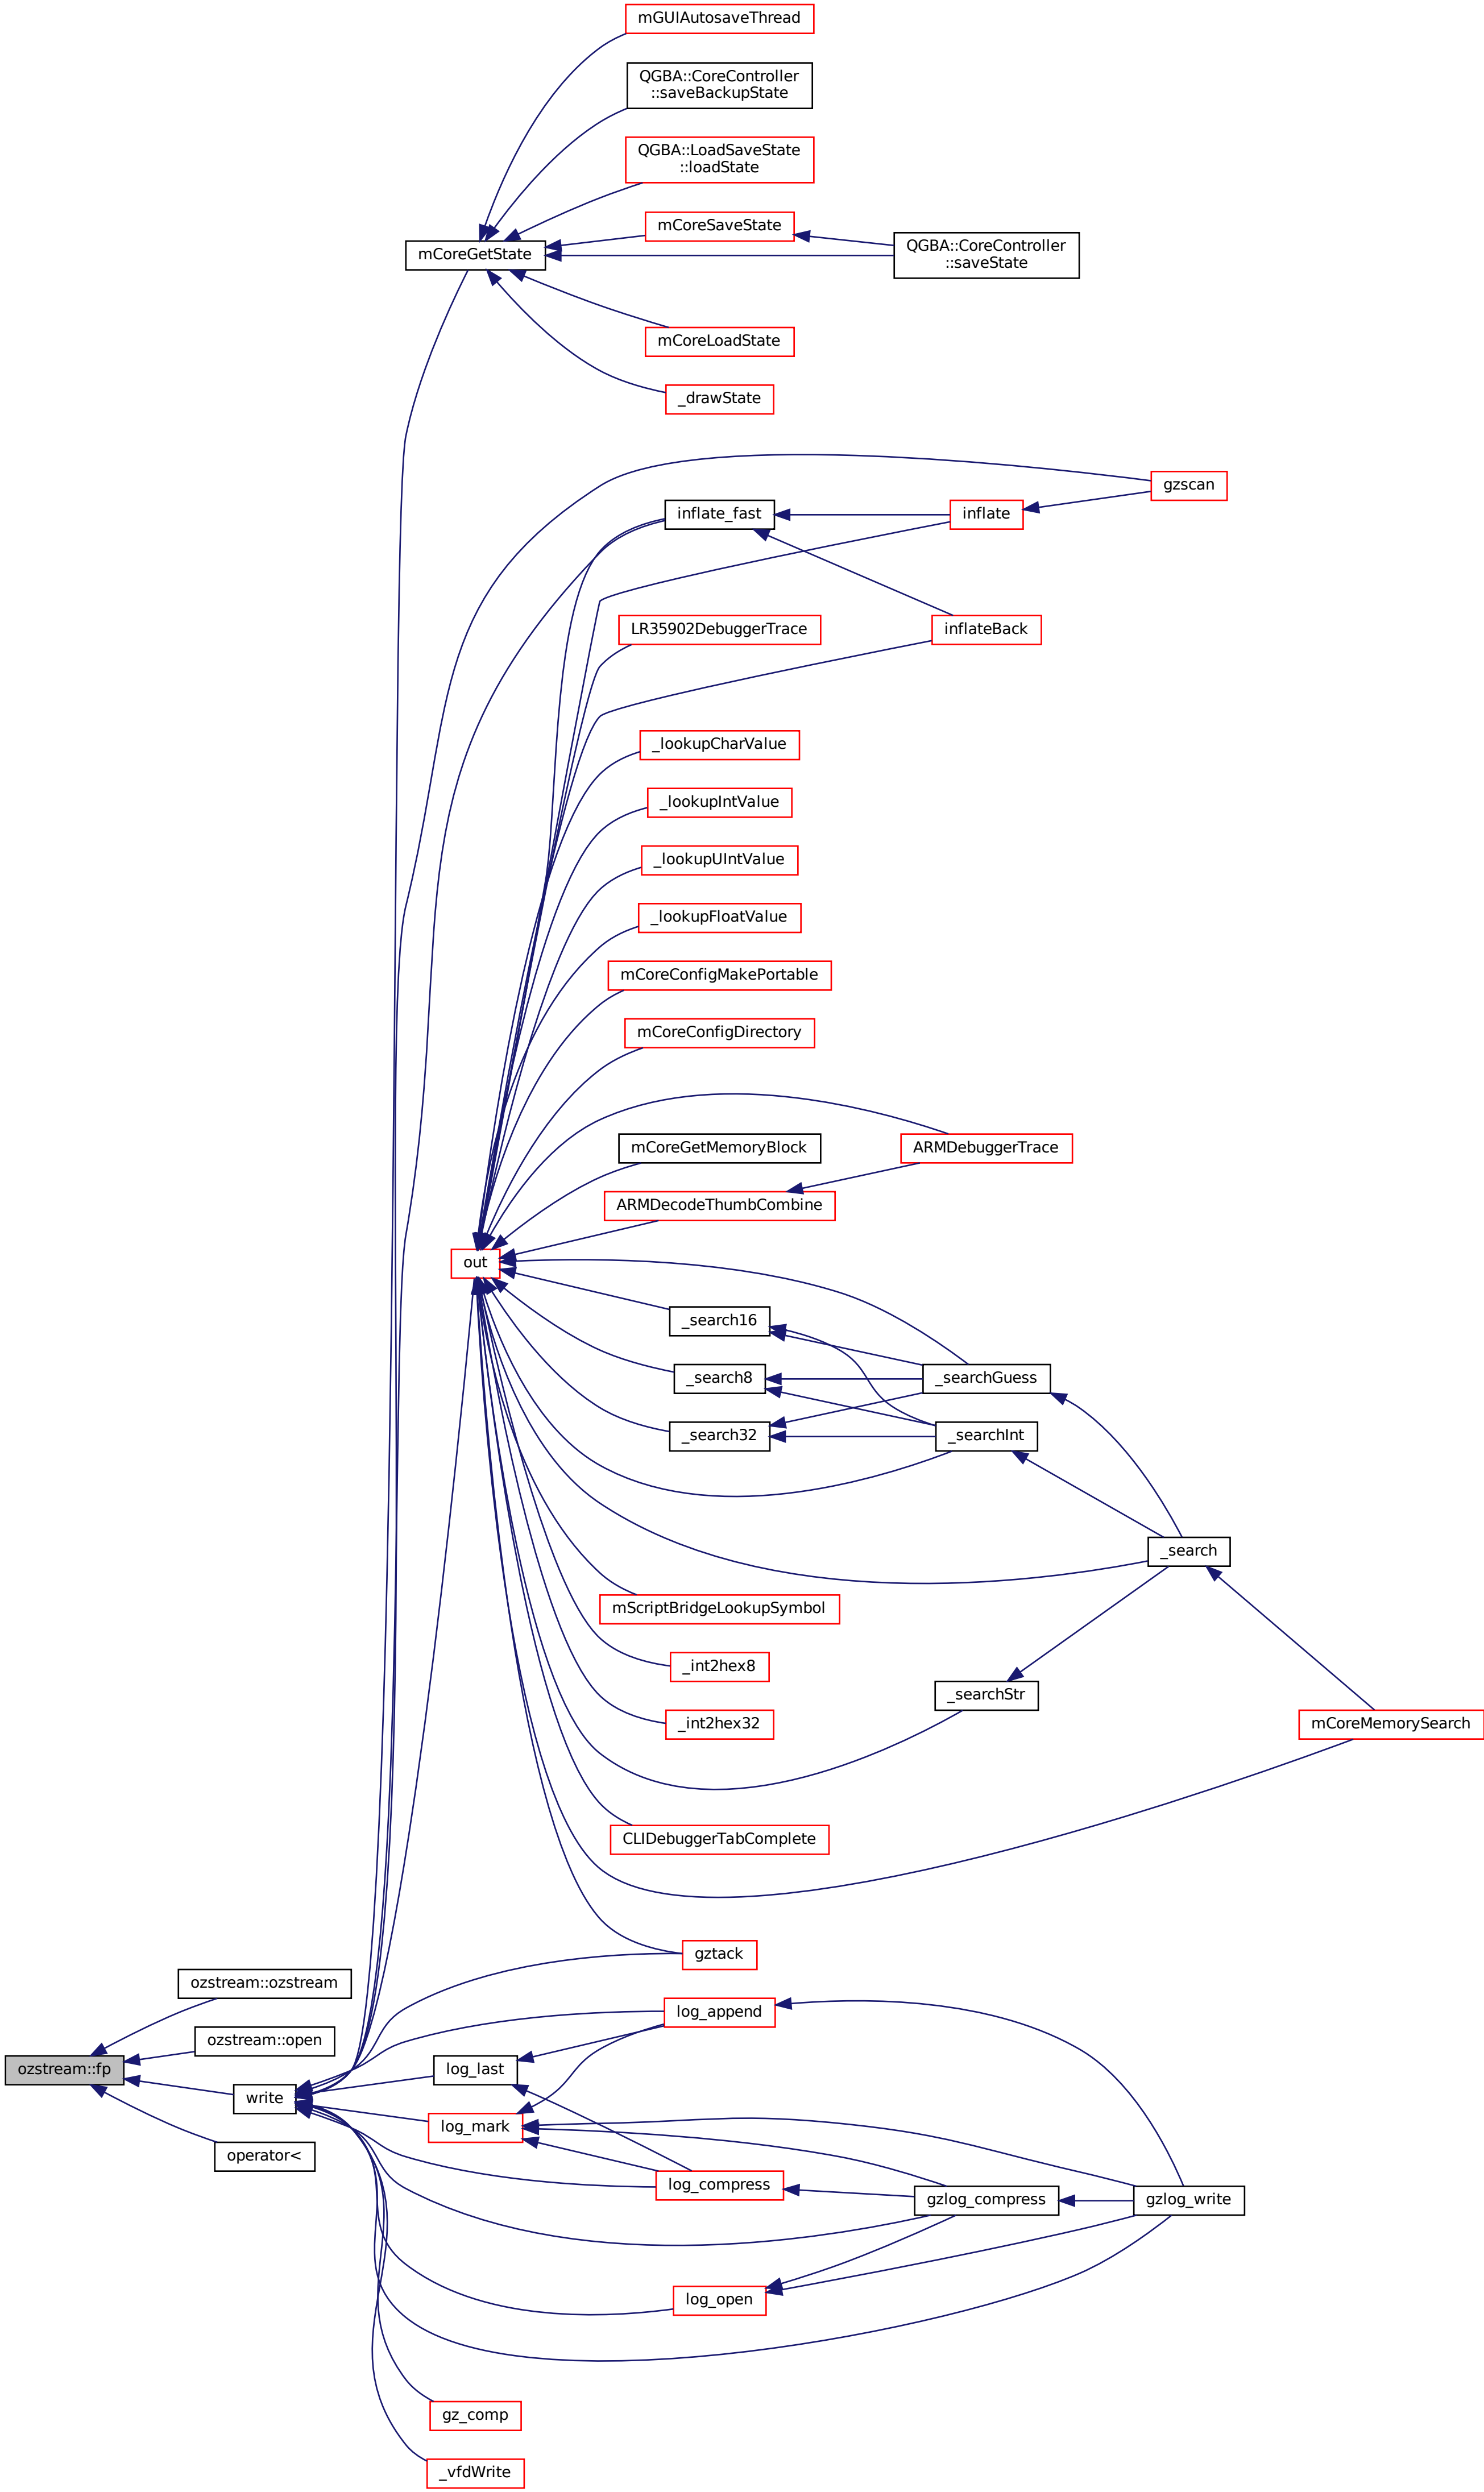 mGUIAutosaveThread
QGBA::CoreController
::saveBackupState
QGBA::LoadSaveState
::loadState
mCoreSaveState
QGBA::CoreController
::saveState
mCoreGetState
mCoreLoadState
_drawState
gzscan
inflate_fast
inflate
LR35902DebuggerTrace
inflateBack
_lookupCharValue
_lookupIntValue
_lookupUIntValue
_lookupFloatValue
mCoreConfigMakePortable
mCoreConfigDirectory
mCoreGetMemoryBlock
ARMDebuggerTrace
ARMDecodeThumbCombine
out
_search16
_search8
_searchGuess
_search32
_searchInt
_search
mScriptBridgeLookupSymbol
_int2hex8
_searchStr
_int2hex32
mCoreMemorySearch
CLIDebuggerTabComplete
gztack
ozstream::ozstream
log_append
ozstream::open
ozstream::fp
log_last
write
log_mark
operator<
log_compress
gzlog_compress
gzlog_write
log_open
gz_comp
_vfdWrite